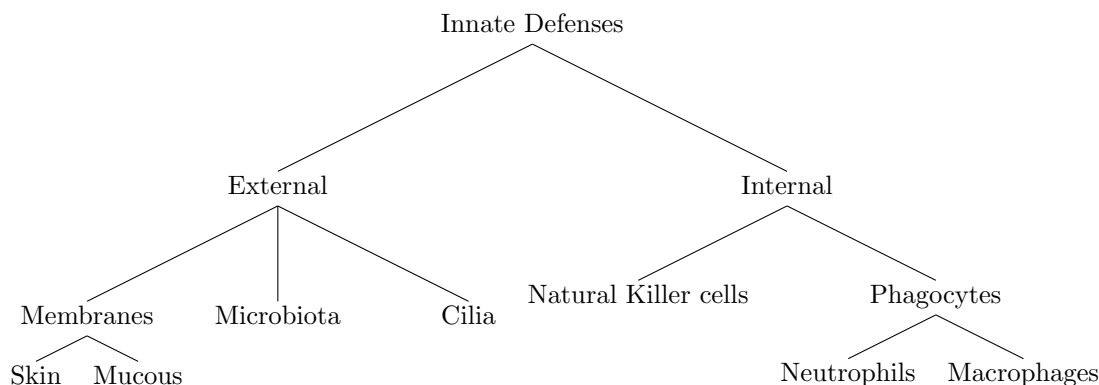 Innate Defenses
External
Internal
Membranes
Microbiota
Cilia
Natural Killer cells
Phagocytes
Skin
Mucous
Neutrophils
Macrophages